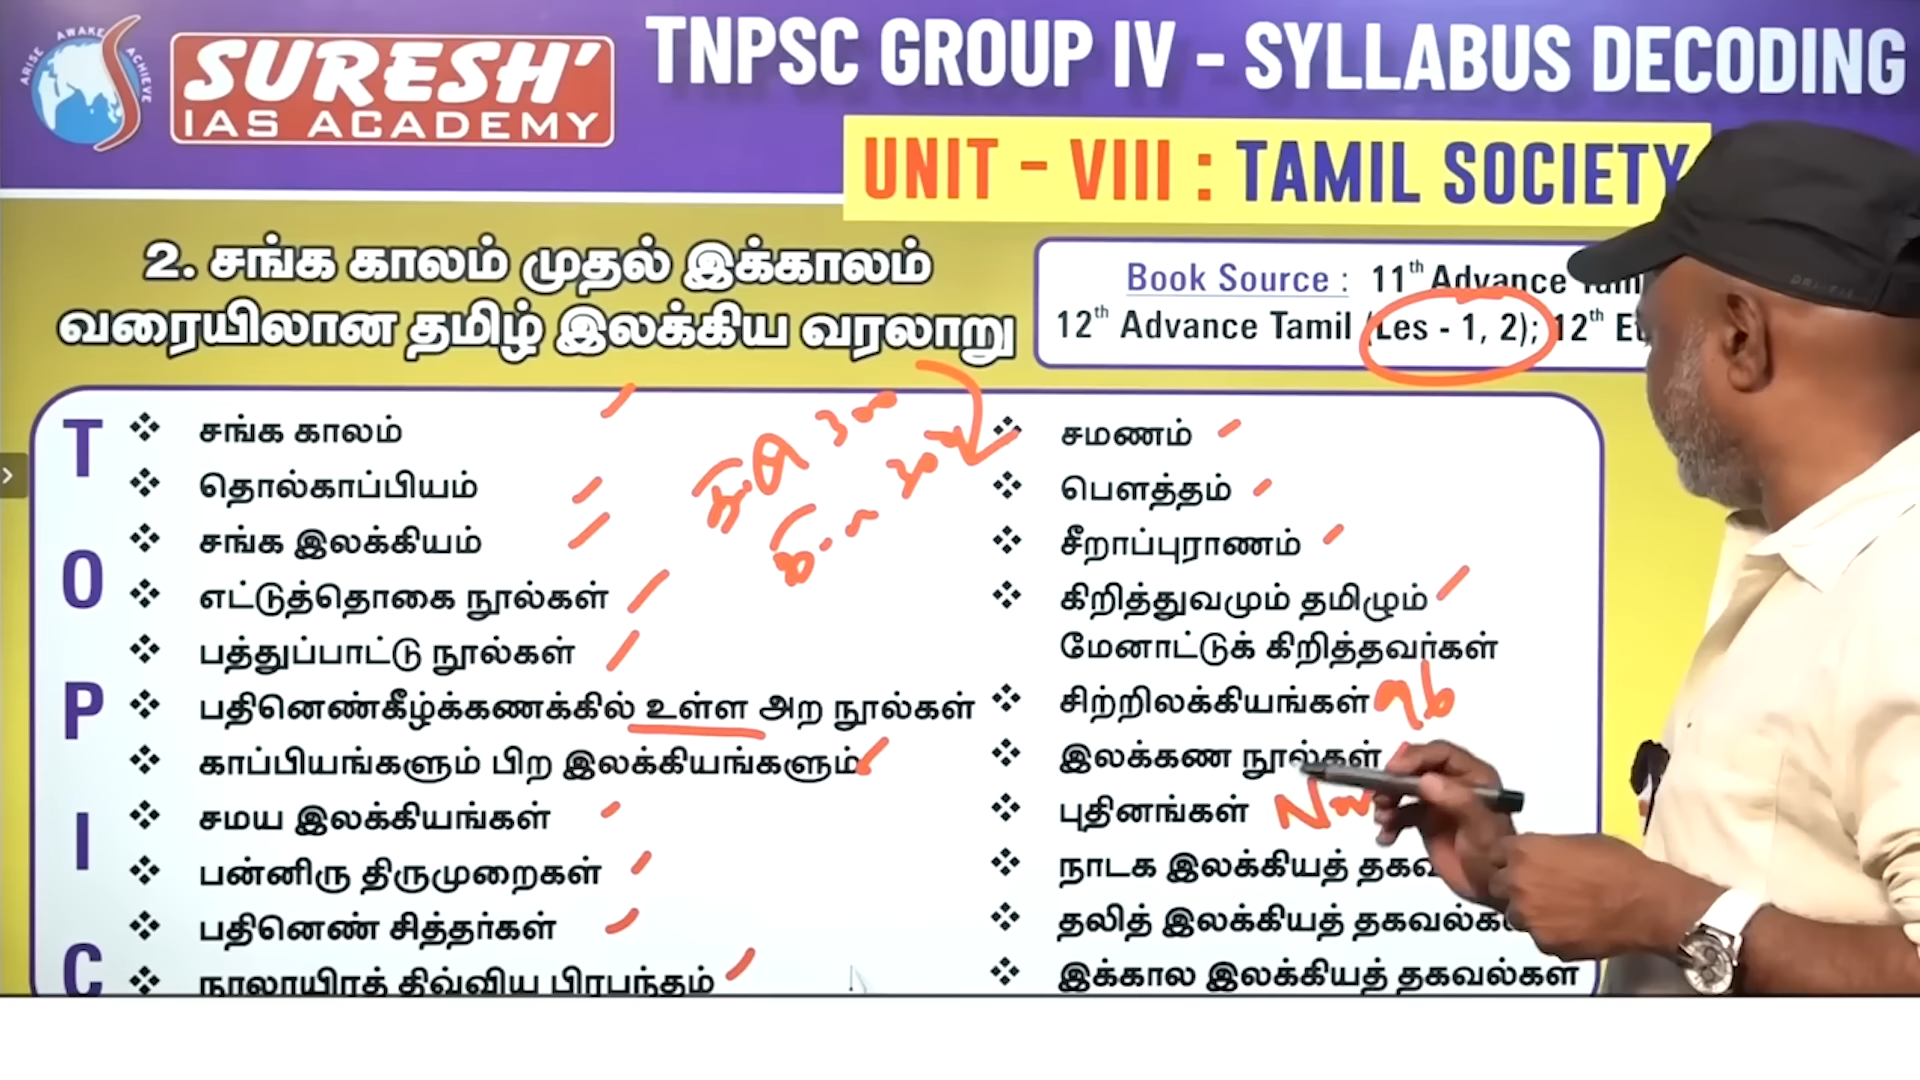 ARISE AWAKE ACHIEVE
SURESH'
IAS ACADEMY
TNPSC GROUP IV - SYLLABUS DECODING
UNIT - VIII : TAMIL SOCIETY
2. சங்க காலம் முதல் இக்காலம்
வரையிலான தமிழ் இலக்கிய வரலாறு
Book Source : 11th Advance
12th Advance Tamil (Les - 1, 2); 12th
TOPIC
❖ சங்க காலம்
❖ தொல்காப்பியம்
❖ சங்க இலக்கியம்
❖ எட்டுத்தொகை நூல்கள்
❖ பத்துப்பாட்டு நூல்கள்
❖ பதினெண்கீழ்க்கணக்கில் உள்ள அற நூல்கள்
❖ காப்பியங்களும் பிற இலக்கியங்களும்
❖ சமய இலக்கியங்கள்
❖ பன்னிரு திருமுறைகள்
❖ பதினெண் சித்தர்கள்
❖ நாலாயிரத் திவ்விய பிரபந்தம்
கி.மு 300
❖ சமணம்
❖ பௌத்தம்
❖ சீறாப்புராணம்
❖ கிறித்துவமும் தமிழும்
மேனாட்டுக் கிறித்தவர்கள்
❖ சிற்றிலக்கியங்கள் 96
❖ இலக்கண நூல்கள்
❖ புதினங்கள்
❖ நாடக இலக்கியத்
❖ தலித் இலக்கியத்
❖ இக்கால இலக்கியத் தகவல்கள்